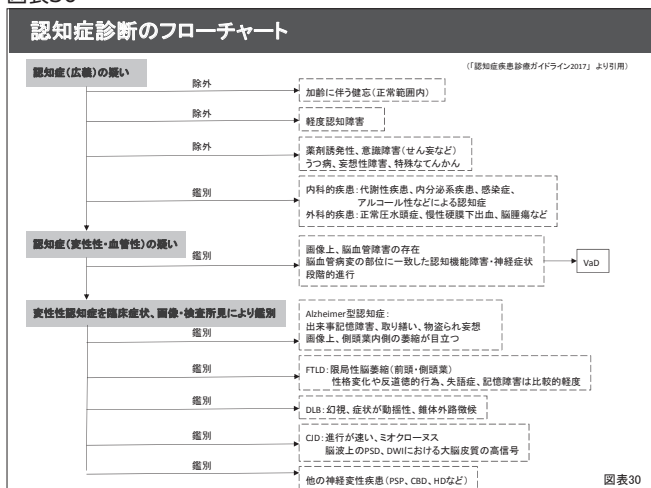 認知症診断のフローチャート
(「認知症疾患診療ガイドライン2017」 より引用)
認知症(広義)の疑い
除外
加齢に伴う健忘(正常範囲内)
除外
軽度認知障害
除外
薬剤誘発性、意識障害(せん妄など)
うつ病、妄想性障害、特殊なてんかん
鑑別
内科的疾患:代謝性疾患、内分泌系疾患、感染症、
アルコール性などによる認知症
外科的疾患:正常圧水頭症、慢性硬膜下出血、脳腫瘍など
認知症(変性性・血管性)の疑い
鑑別
画像上、脳血管障害の存在
脳血管病変の部位に一致した認知機能障害・神経症状
段階的進行
VaD
変性性認知症を臨床症状、画像・検査所見により鑑別
鑑別
Alzheimer型認知症:
出来事記憶障害、取り繕い、物盗られ妄想
画像上、側頭葉内側の萎縮が目立つ
鑑別
FTLD:限局性脳萎縮(前頭・側頭葉)
性格変化や反道徳的行為、失語症、記憶障害は比較的軽度
鑑別
DLB:幻視、症状が動揺性、錐体外路徴候
鑑別
CJD:進行が速い、ミオクローヌス
脳波上のPSD、DWIにおける大脳皮質の高信号
鑑別
他の神経変性疾患(PSP、CBD、HDなど)
図表30